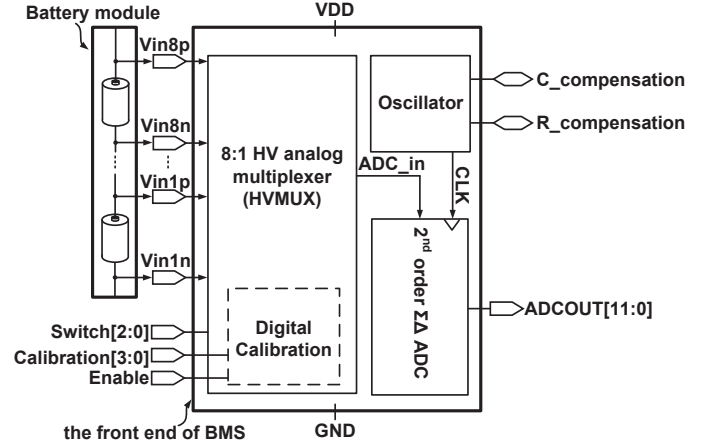 Battery module
VDD
Vin8p
Vin8n
Vin1p
Vin1n
8:1 HV analog
multiplexer
(HVMUX)
ADC_in
Oscillator
CLK
C_compensation
R_compensation
2nd order ΣΔ ADC
ADCOUT[11:0]
Switch[2:0]
Calibration[3:0]
Enable
Digital
Calibration
the front end of BMS
GND